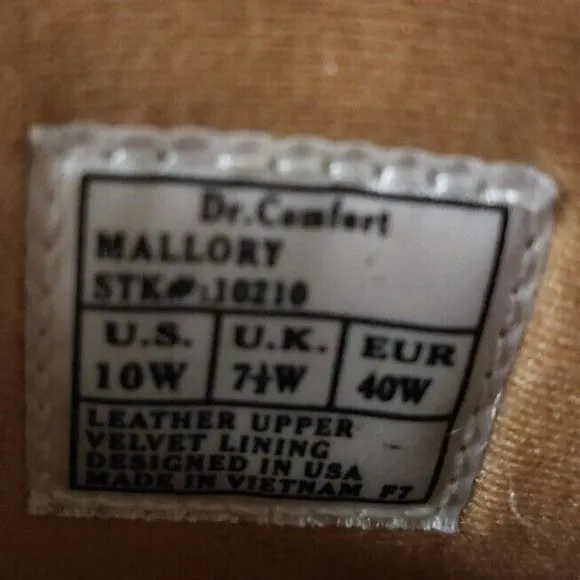 Dr.Comfort
MALLORY
STK#:10210
U.S. U.K. EUR
10W 7½W 40W
LEATHER UPPER
VELVET LINING
DESIGNED IN USA
MADE IN VIETNAM F7